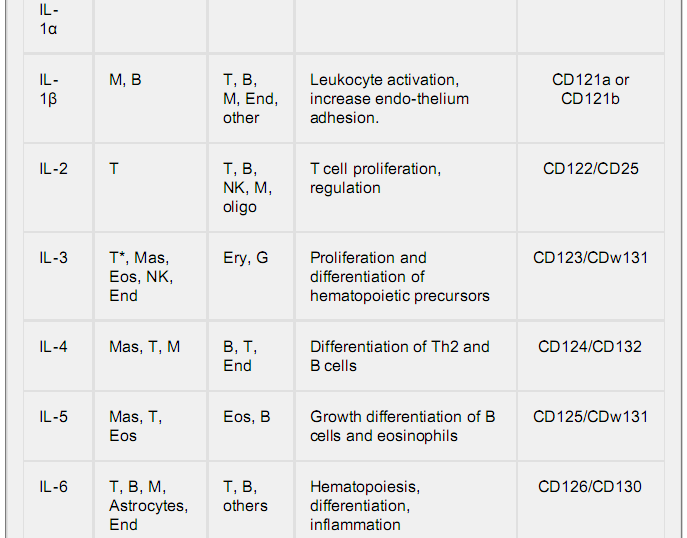 IL-
1α
IL-
1β
M, B
T, B,
M, End,
other
Leukocyte activation,
increase endo-thelium
adhesion.
CD121a or
CD121b
IL-2
T
T, B,
NK, M,
oligo
T cell proliferation,
regulation
CD122/CD25
IL-3
T*, Mas,
Eos, NK,
End
Ery, G
Proliferation and
differentiation of
hematopoietic precursors
CD123/CDw131
IL-4
Mas, T, M
B, T,
End
Differentiation of Th2 and
B cells
CD124/CD132
IL-5
Mas, T,
Eos
Eos, B
Growth differentiation of B
cells and eosinophils
CD125/CDw131
IL-6
T, B, M,
Astrocytes,
End
T, B,
others
Hematopoiesis,
differentiation,
inflammation
CD126/CD130